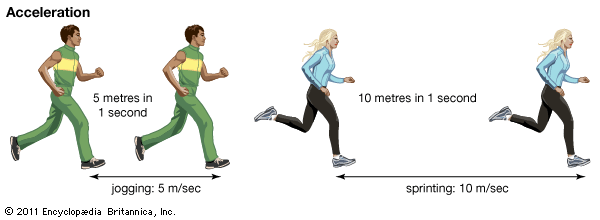 Acceleration
5 metres in
1 second
10 metres in 1 second
jogging: 5 m/sec
sprinting: 10 m/sec
© 2011 Encyclopædia Britannica, Inc.